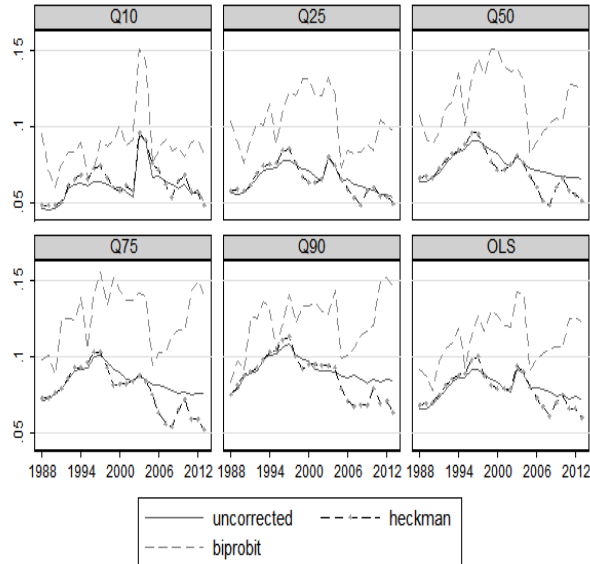 Q10 Q25 Q50
.15
.1
.05
Q75 Q90 OLS
.15
.1
.05
1988 1994 2000 2006 2012 1988 1994 2000 2006 2012 1988 1994 2000 2006 2012
uncorrected heckman
biprobit